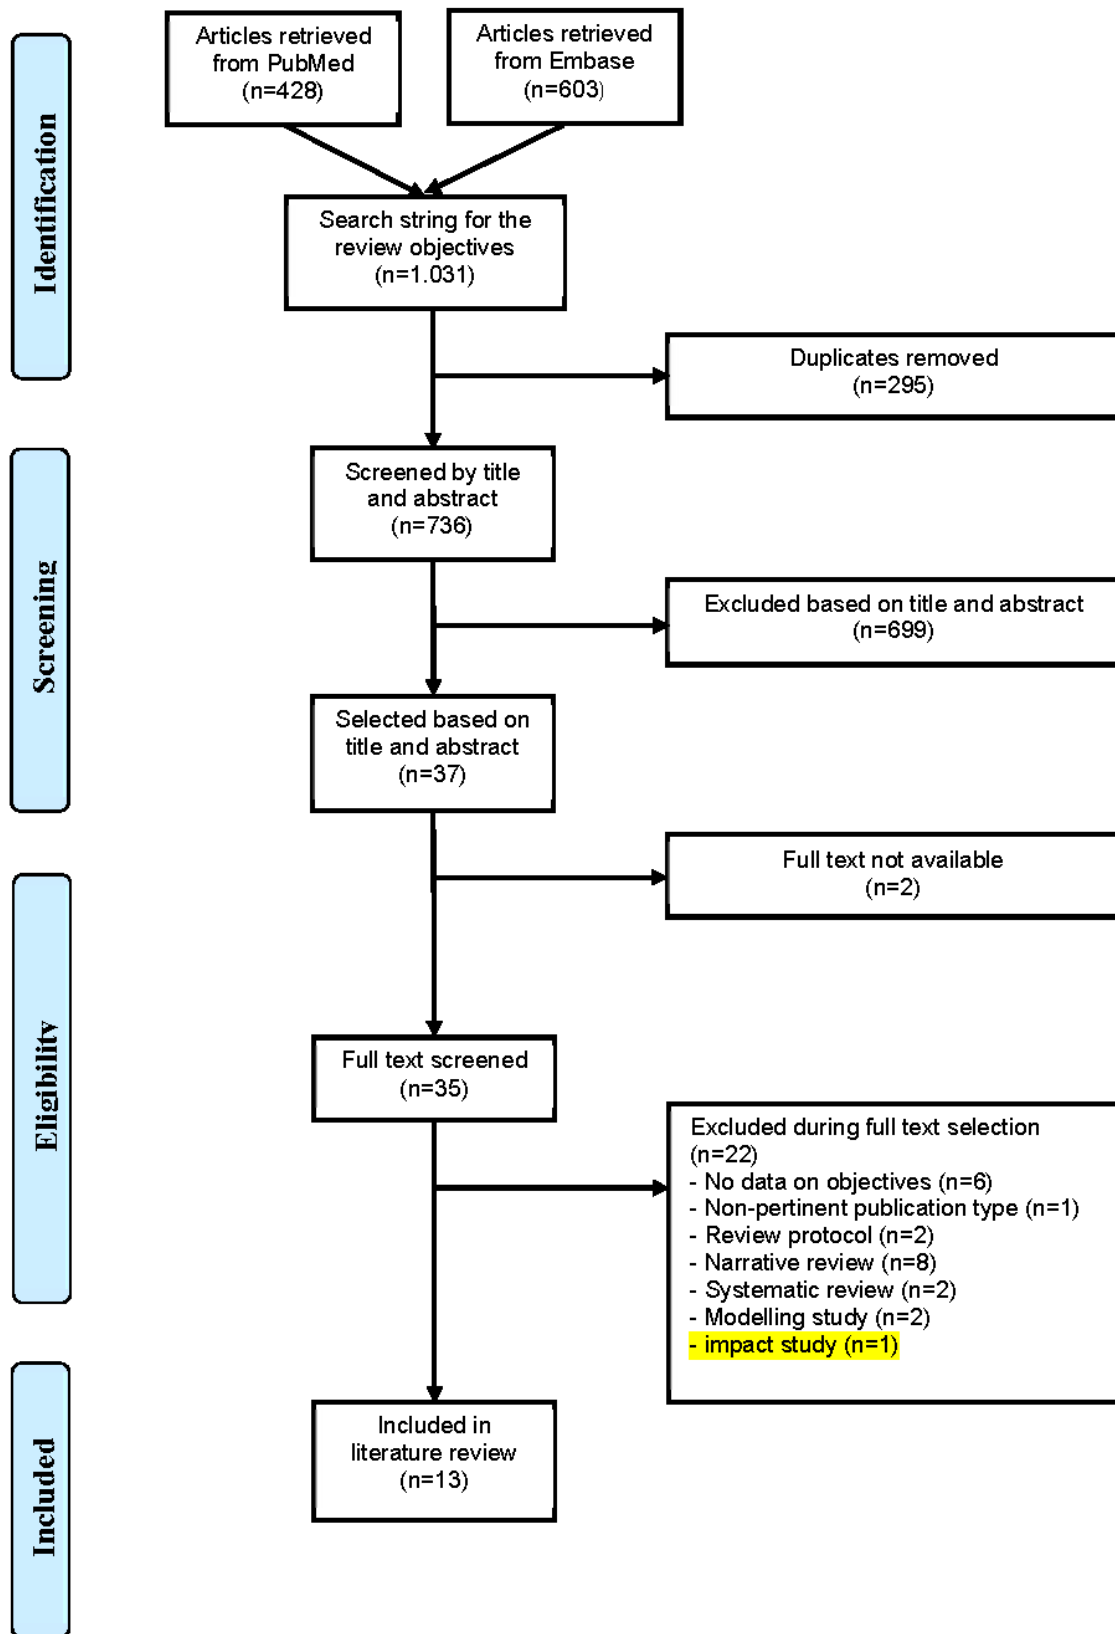 Articles retrieved
from PubMed
(n=428)
Articles retrieved
from Embase
(n=603)
Identification
Search string for the
review objectives
(n=1.031)
Duplicates removed
(n=295)
Screening
Screened by title
and abstract
(n=736)
Excluded based on title and abstract
(n=699)
Selected based on
title and abstract
(n=37)
Full text not available
(n=2)
Eligibility
Full text screened
(n=35)
Excluded during full text selection
(n=22)
- No data on objectives (n=6)
- Non-pertinent publication type (n=1)
- Review protocol (n=2)
- Narrative review (n=8)
- Systematic review (n=2)
- Modelling study (n=2)
- impact study (n=1)
Included
Included in
literature review
(n=13)